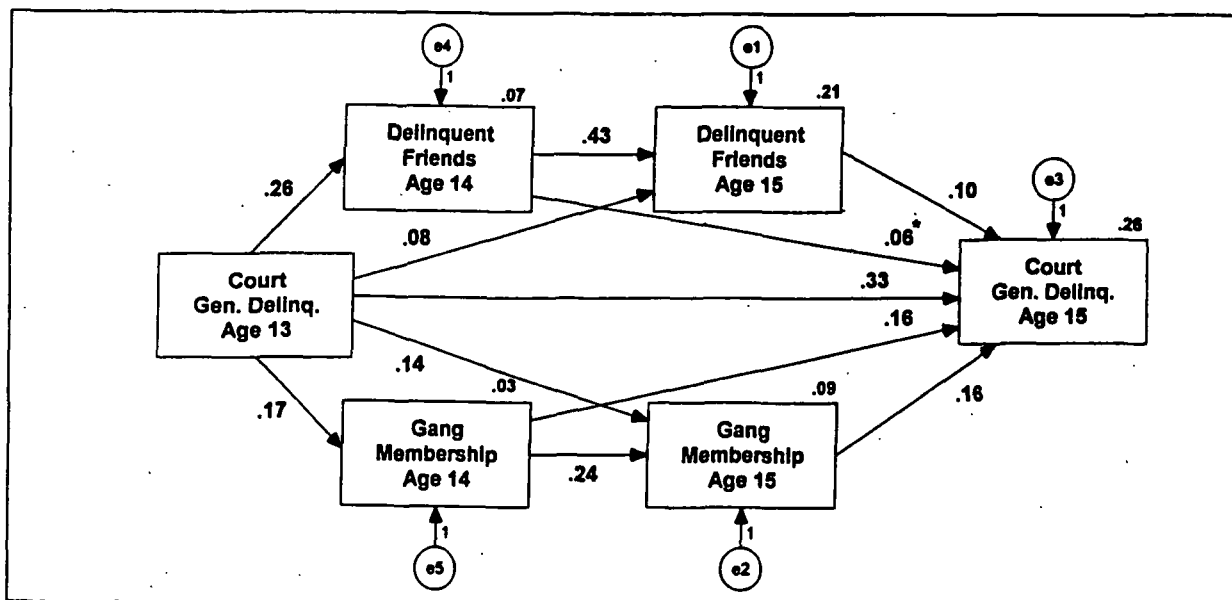 e4
e1
1
1
.07
.21
Delinquent
Friends
Age 14
.43
Delinquent
Friends
Age 15
e3
.26
.10
1
.08
.06*
.26
Court
Gen. Delinq.
Age 13
.33
Court
Gen. Delinq.
Age 15
.16
.14
.03
.09
.17
.16
Gang
Membership
Age 14
.24
Gang
Membership
Age 15
1
1
e5
e2